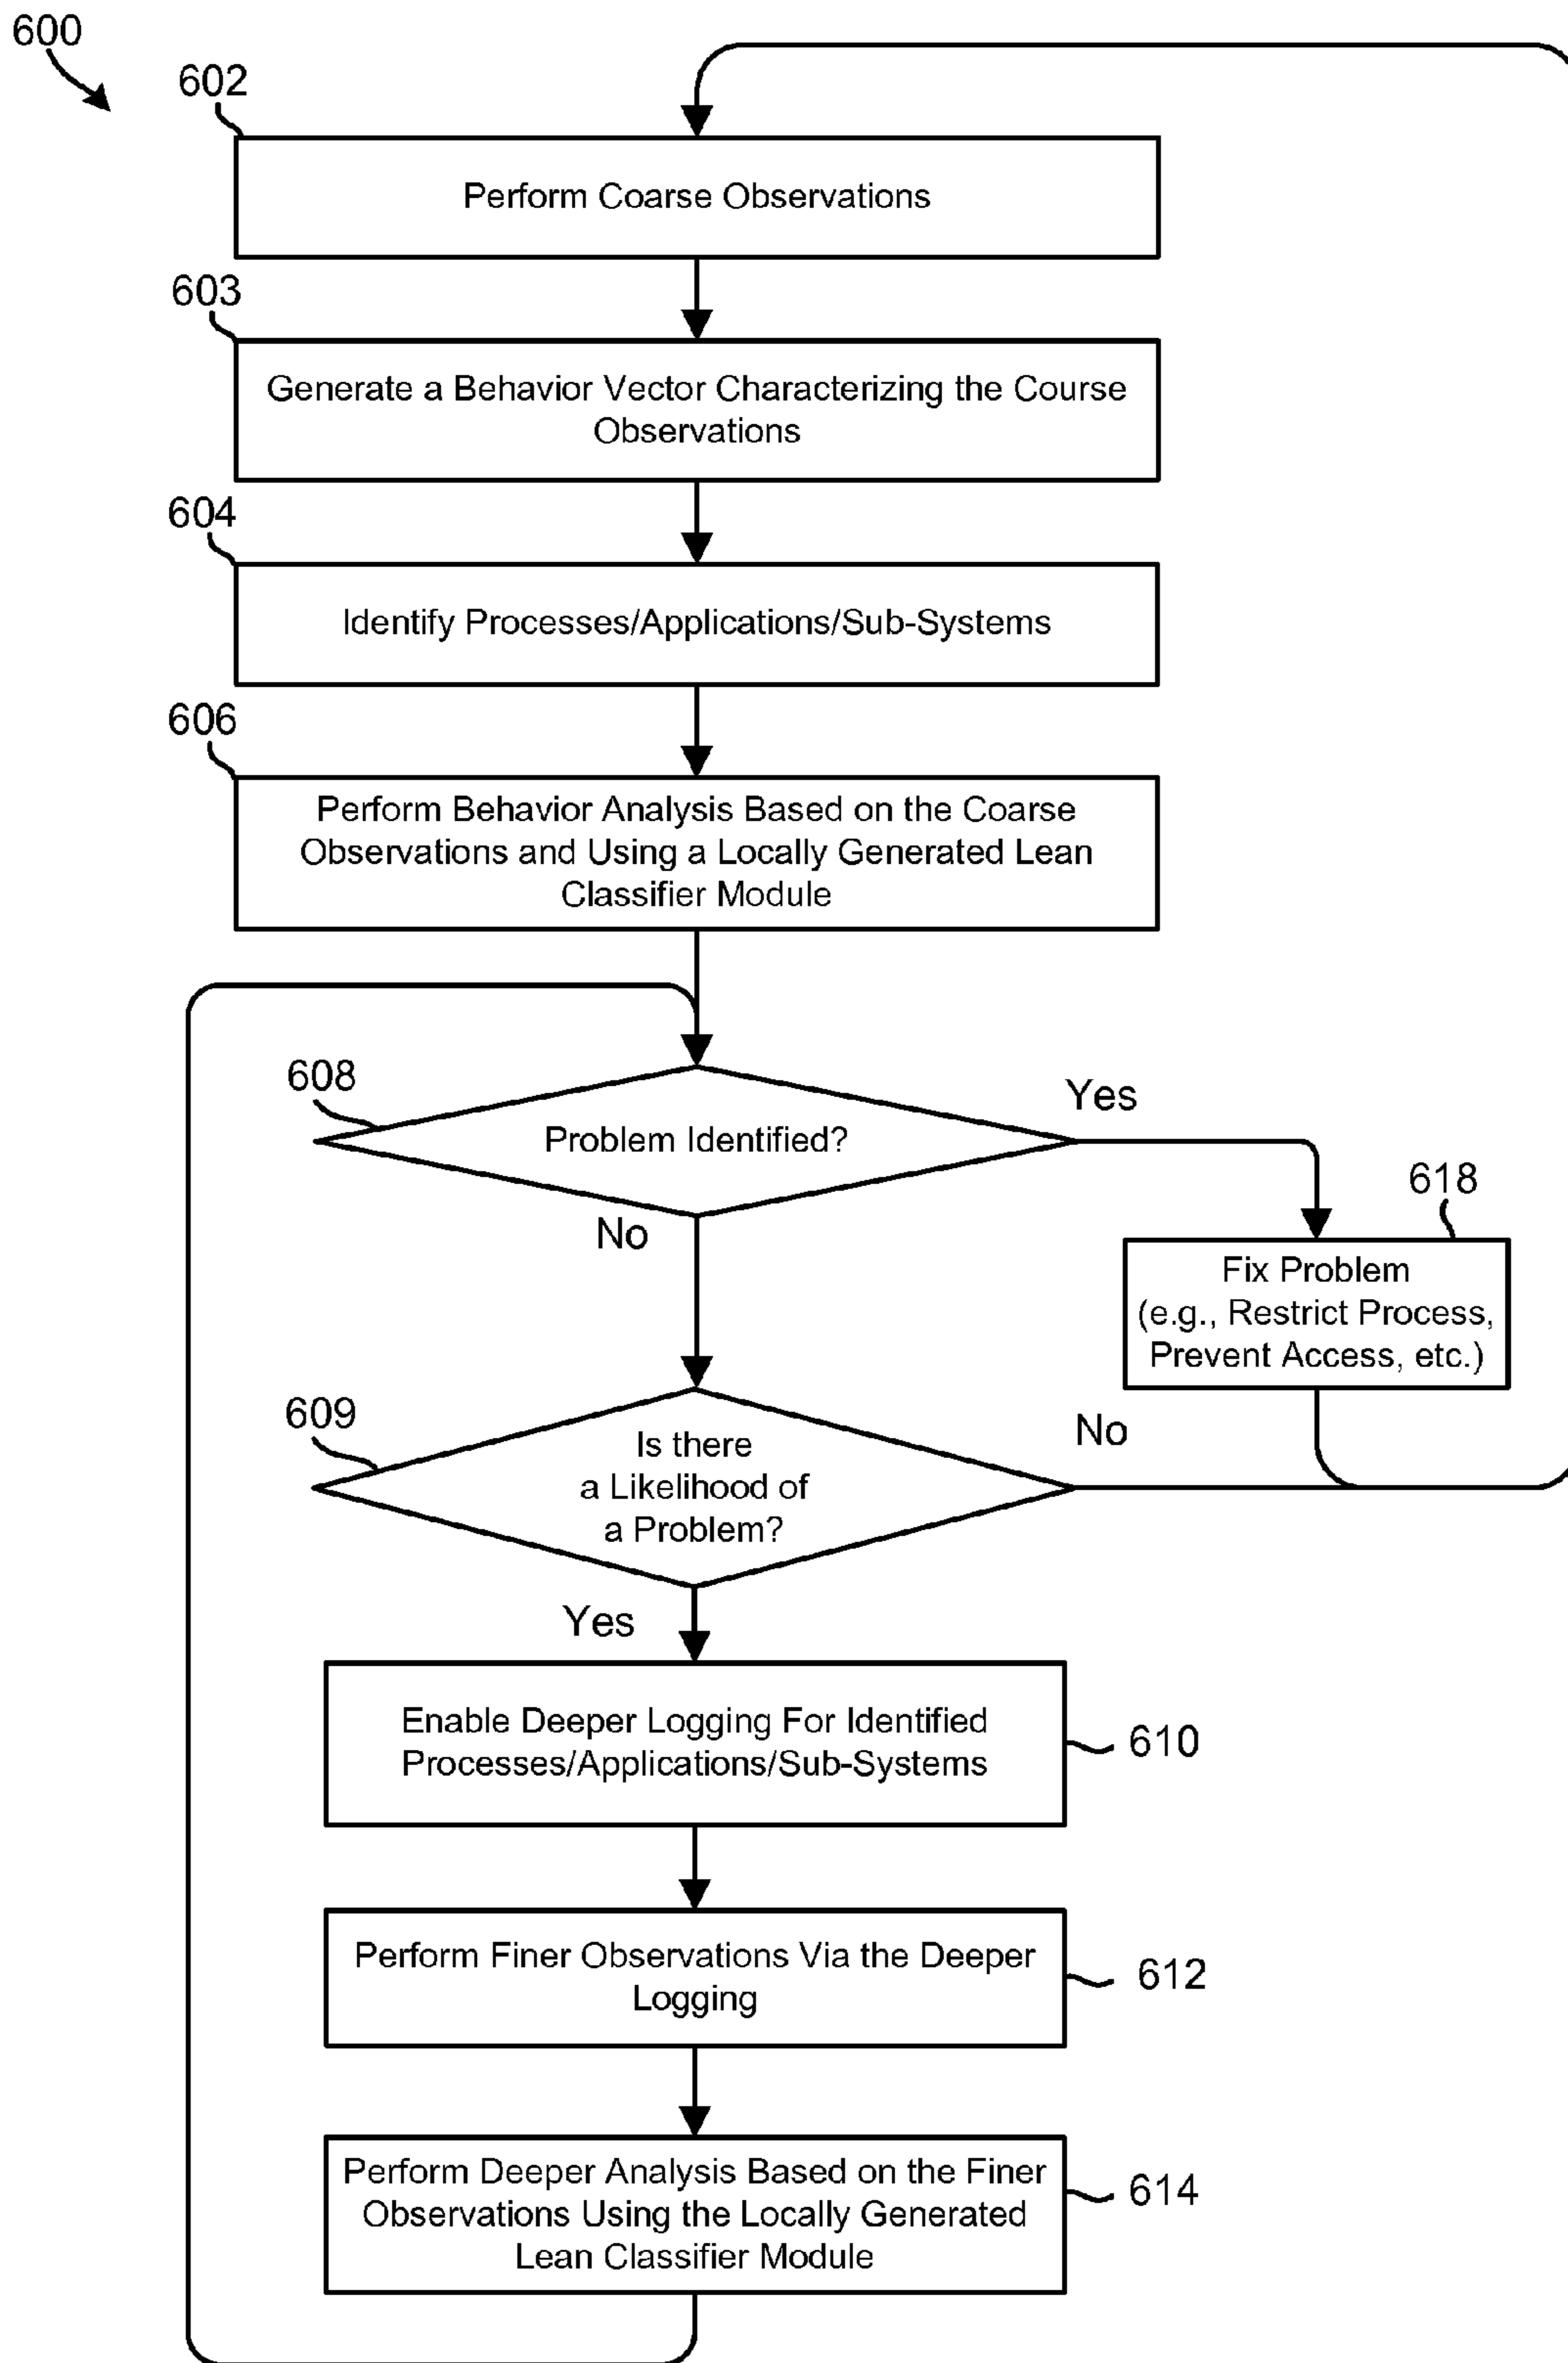 600
602
Perform Coarse Observations
603
Generate a Behavior Vector Characterizing the Course
Observations
604
Identify Processes/Applications/Sub-Systems
606
Perform Behavior Analysis Based on the Coarse
Observations and Using a Locally Generated Lean
Classifier Module
608
Problem Identified?
Yes
No
618
Fix Problem
(e.g., Restrict Process,
Prevent Access, etc.)
609
Is there
a Likelihood of
a Problem?
No
Yes
Enable Deeper Logging For Identified
Processes/Applications/Sub-Systems
610
Perform Finer Observations Via the Deeper
Logging
612
Perform Deeper Analysis Based on the Finer
Observations Using the Locally Generated
Lean Classifier Module
614